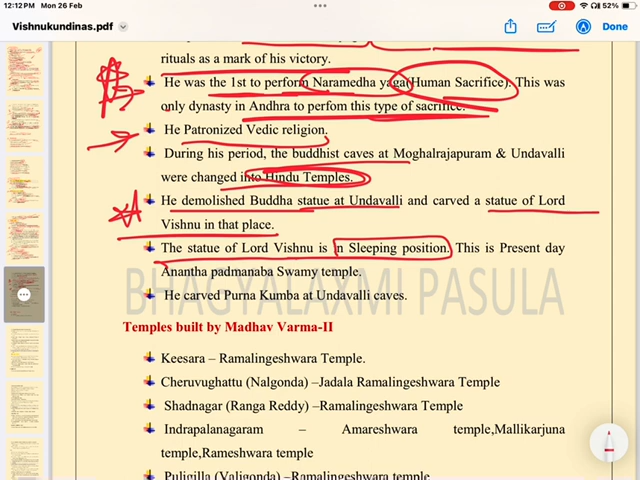 12:12 PM Mon 26 Feb
52%
Vishnukundinas.pdf
Done
rituals as a mark of his victory.
He was the 1st to perform Naramedha yaga (Human Sacrifice). This was
only dynasty in Andhra to perfom this type of sacrifice.
He Patronized Vedic religion.
During his period, the buddhist caves at Moghalrajapuram & Undavalli
were changed into Hindu Temples.
He demolished Buddha statue at Undavalli and carved a statue of Lord
Vishnu in that place.
The statue of Lord Vishnu is in Sleeping position. This is Present day
Anantha padmanaba Swamy temple.
BHAGYALAXMI PASULA
He carved Purna Kumba at Undavalli caves.
Temples built by Madhav Varma-II
Keesara – Ramalingeshwara Temple.
Cheruvughattu (Nalgonda) –Jadala Ramalingeshwara Temple
Shadnagar (Ranga Reddy) –Ramalingeshwara Temple
Indrapalanagaram – Amareshwara temple,Mallikarjuna
temple,Rameshwara temple
Puligilla (Valigonda) –Ramalingeshwara temple